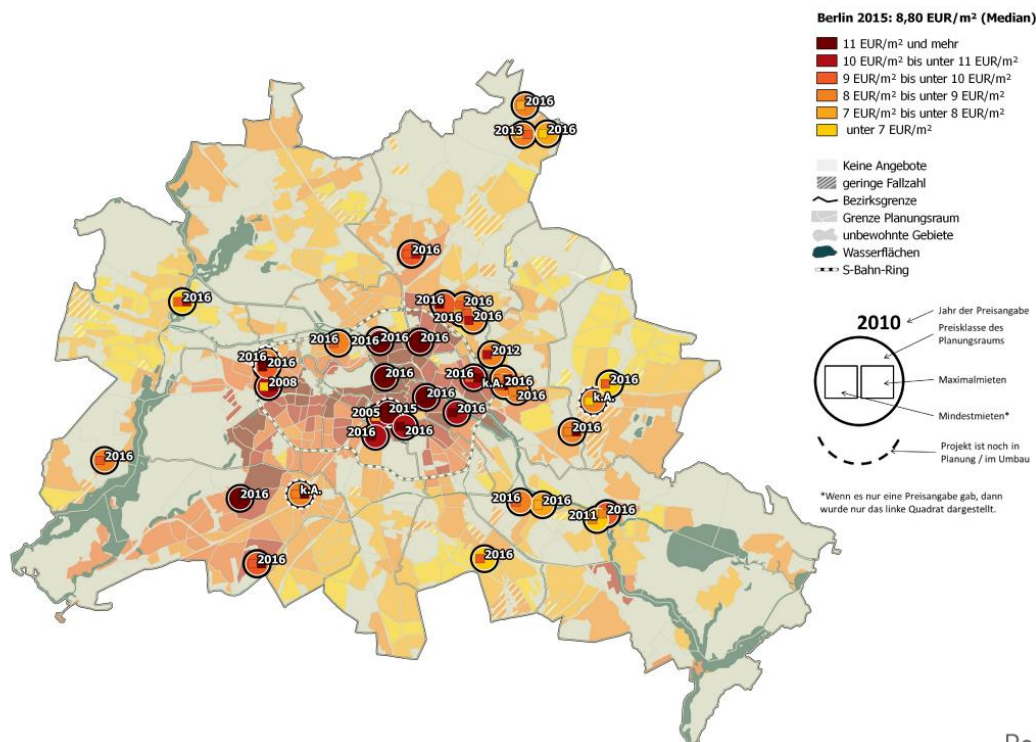 Berlin 2015: 8,80 EUR/m² (Median)
11 EUR/m² und mehr
10 EUR/m² bis unter 11 EUR/m²
9 EUR/m² bis unter 10 EUR/m²
8 EUR/m² bis unter 9 EUR/m²
7 EUR/m² bis unter 8 EUR/m²
unter 7 EUR/m²
Keine Angebote
geringe Fallzahl
Bezirksgrenze
Grenze Planungsraum
unbewohnte Gebiete
Wasserflächen
S-Bahn-Ring
2010
Jahr der Preisangabe
Preisklasse des
Planungsraums
Maximalmieten
Mindestmieten*
Projekt ist noch in
Planung / im Umbau
*Wenn es nur eine Preisangabe gab, dann
wurde nur das linke Quadrat dargestellt.
2016
2013 2016
2016
2016
2016 2016
2016 2016
2016 2016 2016
2012
2016
2016
2008
k.A. 2016
2016
2016
k.A.
2016
2005 2015 2016
2016 2016
2016
2016
2016
k.A.
2016 2016
2011 2016
2016
2016